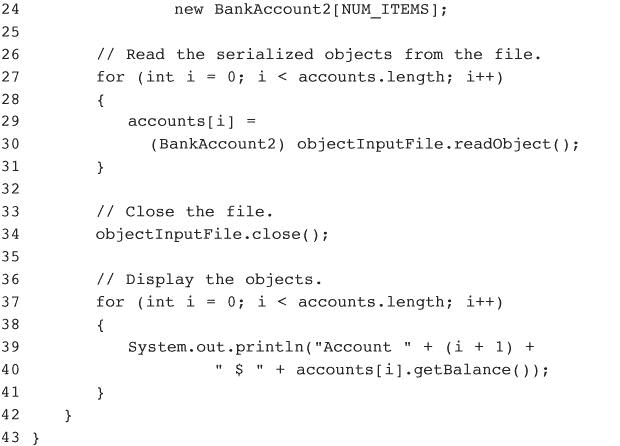 24                new BankAccount2[NUM_ITEMS];
25
26       // Read the serialized objects from the file.
27       for (int i = 0; i < accounts.length; i++)
28       {
29          accounts[i] =
30            (BankAccount2) objectInputFile.readObject();
31       }
32
33       // Close the file.
34       objectInputFile.close();
35
36       // Display the objects.
37       for (int i = 0; i < accounts.length; i++)
38       {
39          System.out.println("Account " + (i + 1) +
40                  " $ " + accounts[i].getBalance());
41       }
42    }
43 }